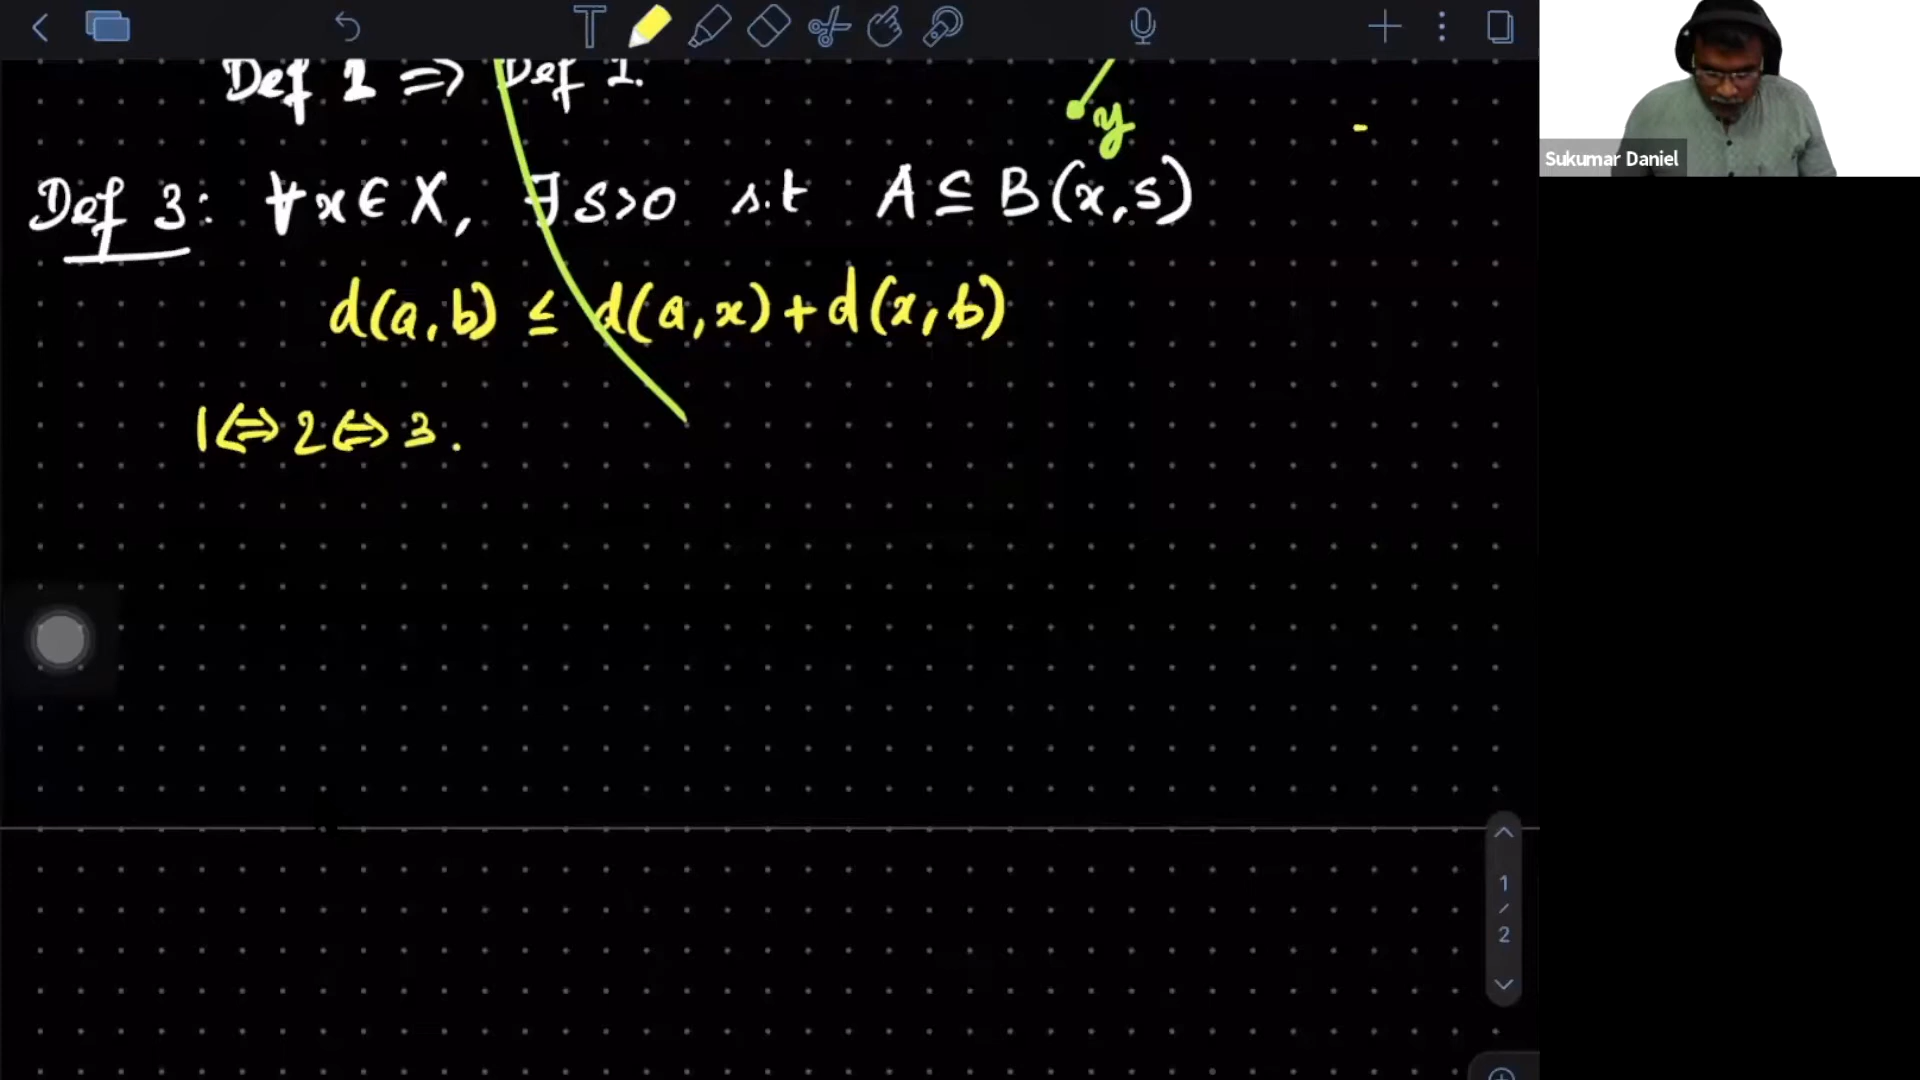 Def 2 ⇒ Def 1.
y
Def 3: ∀ x ∈ X, ∃ s>0 s.t A ⊆ B(x,s)
d(a,b) ≤ d(a,x) + d(x,b)
1 ⇔ 2 ⇔ 3.
Sukumar Daniel
1
/
2